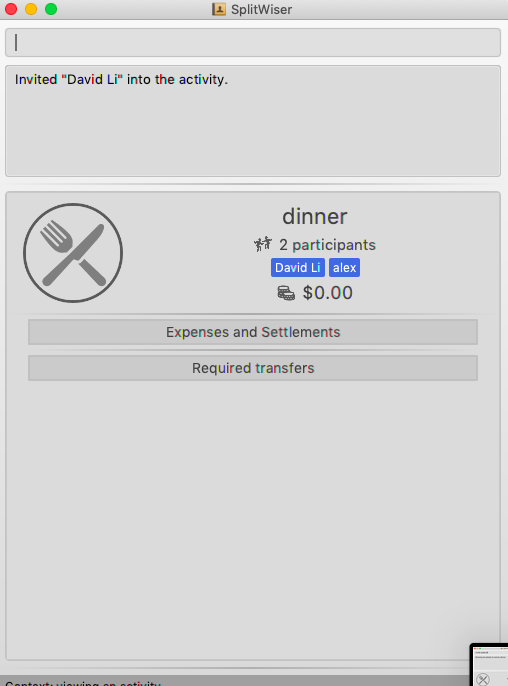 SplitWiser
Invited "David Li" into the activity.
dinner
2 participants
David Li alex
$0.00
Expenses and Settlements
Required transfers
Context: viewing an activity